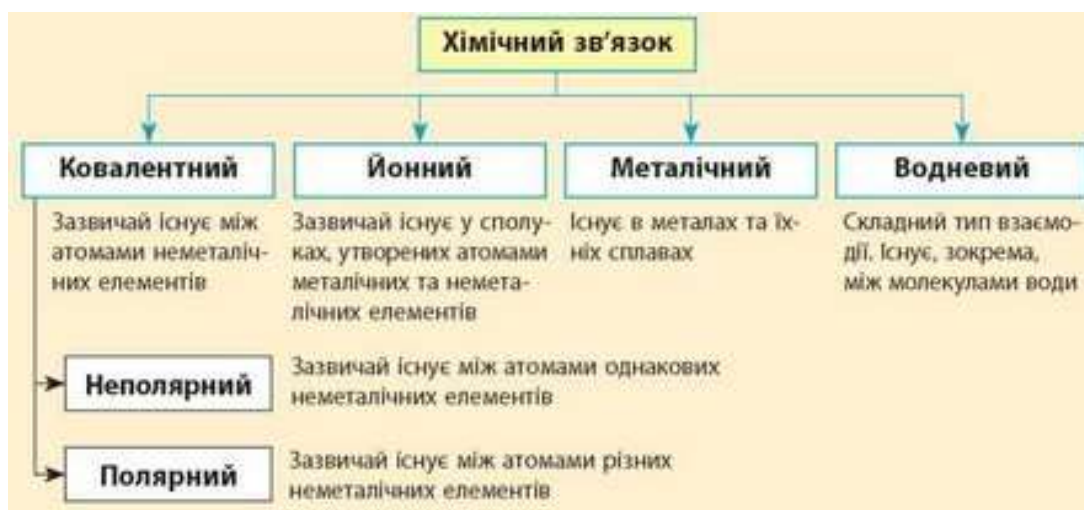 Хімічний зв’язок
Ковалентний
Йонний
Металічний
Водневий
Зазвичай існує між
атомами неметаліч-
них елементів
Зазвичай існує у сполу-
ках, утворених атомами
металічних та немета-
лічних елементів
Існує в металах та їх-
ніх сплавах
Складний тип взаємо-
дії. Існує, зокрема,
між молекулами води
Неполярний
Зазвичай існує між атомами однакових
неметалічних елементів
Полярний
Зазвичай існує між атомами різних
неметалічних елементів